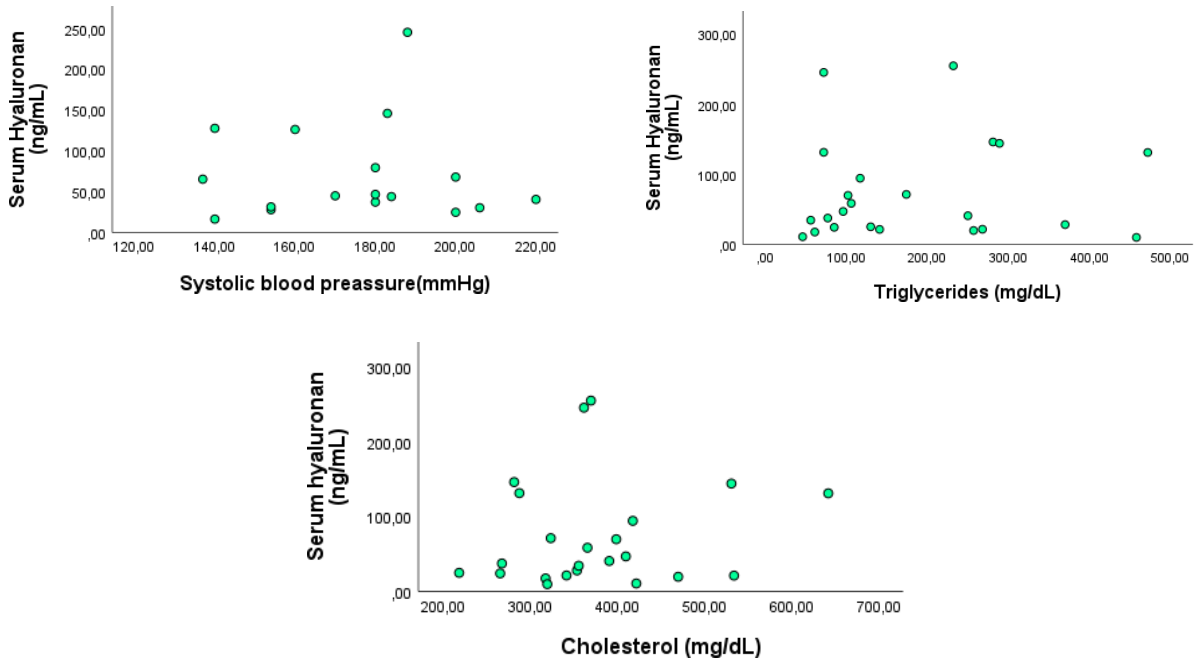 Serum Hyaluronan
(ng/mL)
250,00
200,00
150,00
100,00
50,00
,00
120,00 140,00 160,00 180,00 200,00 220,00
Systolic blood preassure(mmHg)
Serum Hyaluronan
(ng/mL)
300,00
200,00
100,00
,00
,00 100,00 200,00 300,00 400,00 500,00
Triglycerides (mg/dL)
Serum hyaluronan
(ng/mL)
300,00
200,00
100,00
,00
200,00 300,00 400,00 500,00 600,00 700,00
Cholesterol (mg/dL)